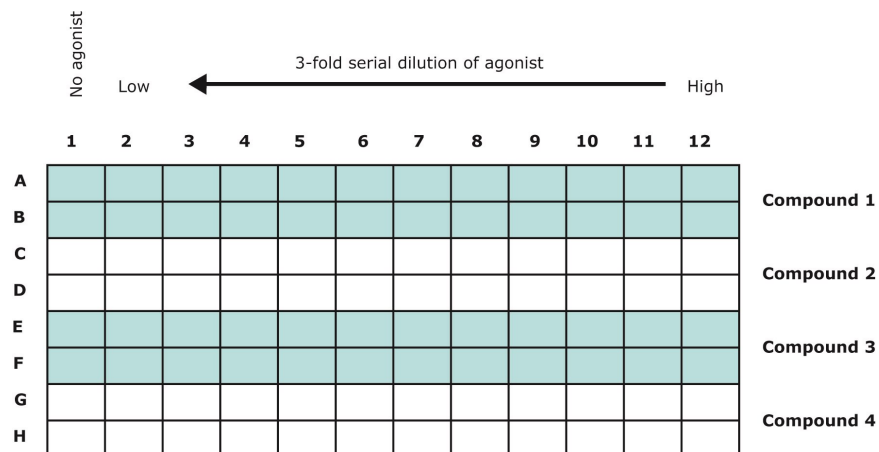 No agonist
Low
3-fold serial dilution of agonist
High
1 2 3 4 5 6 7 8 9 10 11 12
A
Compound 1
B
C
Compound 2
D
E
Compound 3
F
G
Compound 4
H